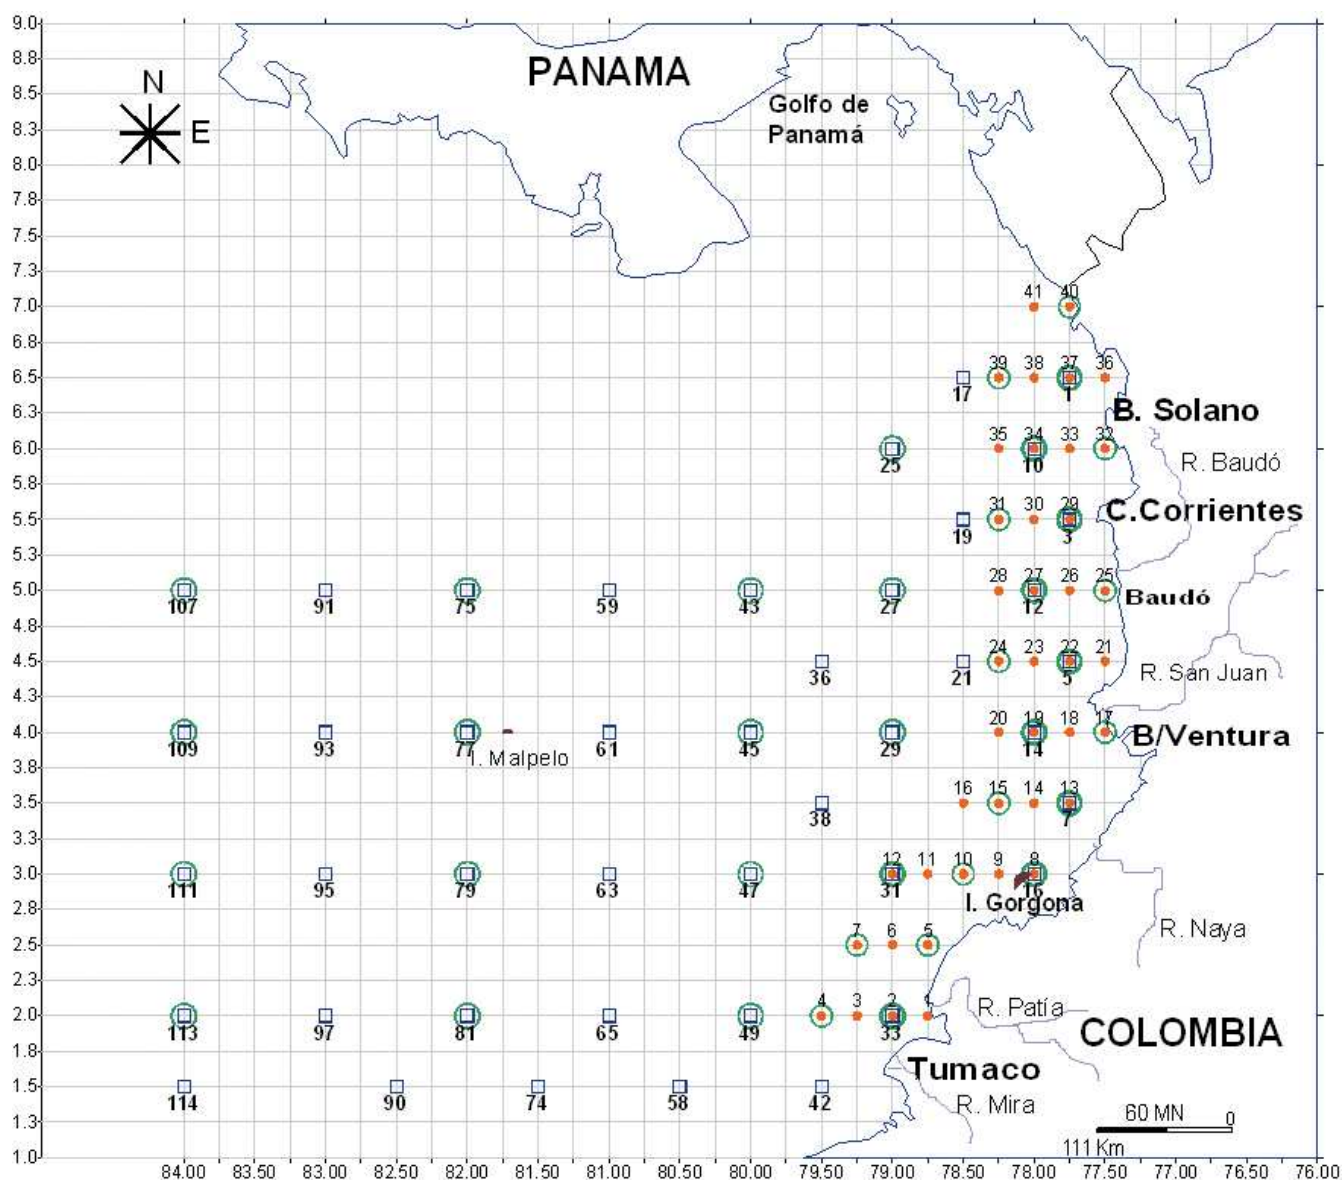 9.0
8.8
PANAMA
N
8.5
Golfo de
Panamá
E
8.3
8.0
7.8
7.5
7.3
41 40
7.0
6.8
39 38 37 36
6.5
17 1
B. Solano
6.3
35 34 33 32
6.0
25 10
R. Baudó
5.8
31 30 29
C.Corrientes
5.5
19 3
5.3
28 27 26 25
5.0
107 91 75 59 43 27 12
Baudó
4.8
24 23 22 21
4.5
36 21 5
R. San Juan
4.3
20 19 18 17
4.0
109 93 77 61 45 29 14
B/Ventura
I. Malpelo
3.8
16 15 14 13
3.5
38 7
3.3
12 11 10 9 8
3.0
111 95 79 63 47 31 16
I. Gorgona
2.8
7 6 5
R. Naya
2.5
2.3
4 3 2 1
R. Patía
2.0
113 97 81 65 49 33
COLOMBIA
1.8
Tumaco
1.5
114 90 74 58 42
R. Mira
60 MN 0
1.3
111 Km
1.0
84.00 83.50 83.00 82.50 82.00 81.50 81.00 80.50 80.00 79.50 79.00 78.50 78.00 77.50 77.00 76.50 76.00